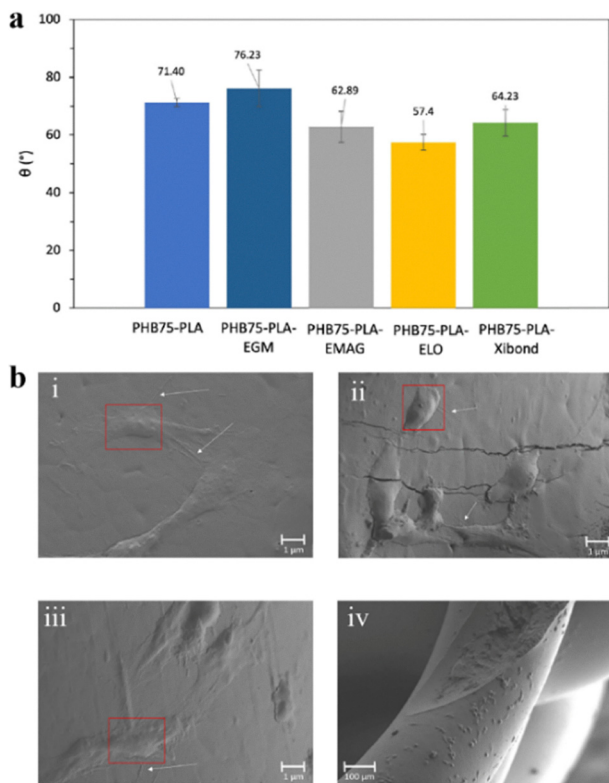 a
100
80
60
40
20
0
θ (°)
71.40
76.23
62.89
57.4
64.23
PHB75-PLA
PHB75-PLA-
EGM
PHB75-PLA-
EMAG
PHB75-PLA-
ELO
PHB75-PLA-
Xibond
b
i
1 µm
ii
1 µm
iii
1 µm
iv
100 µm